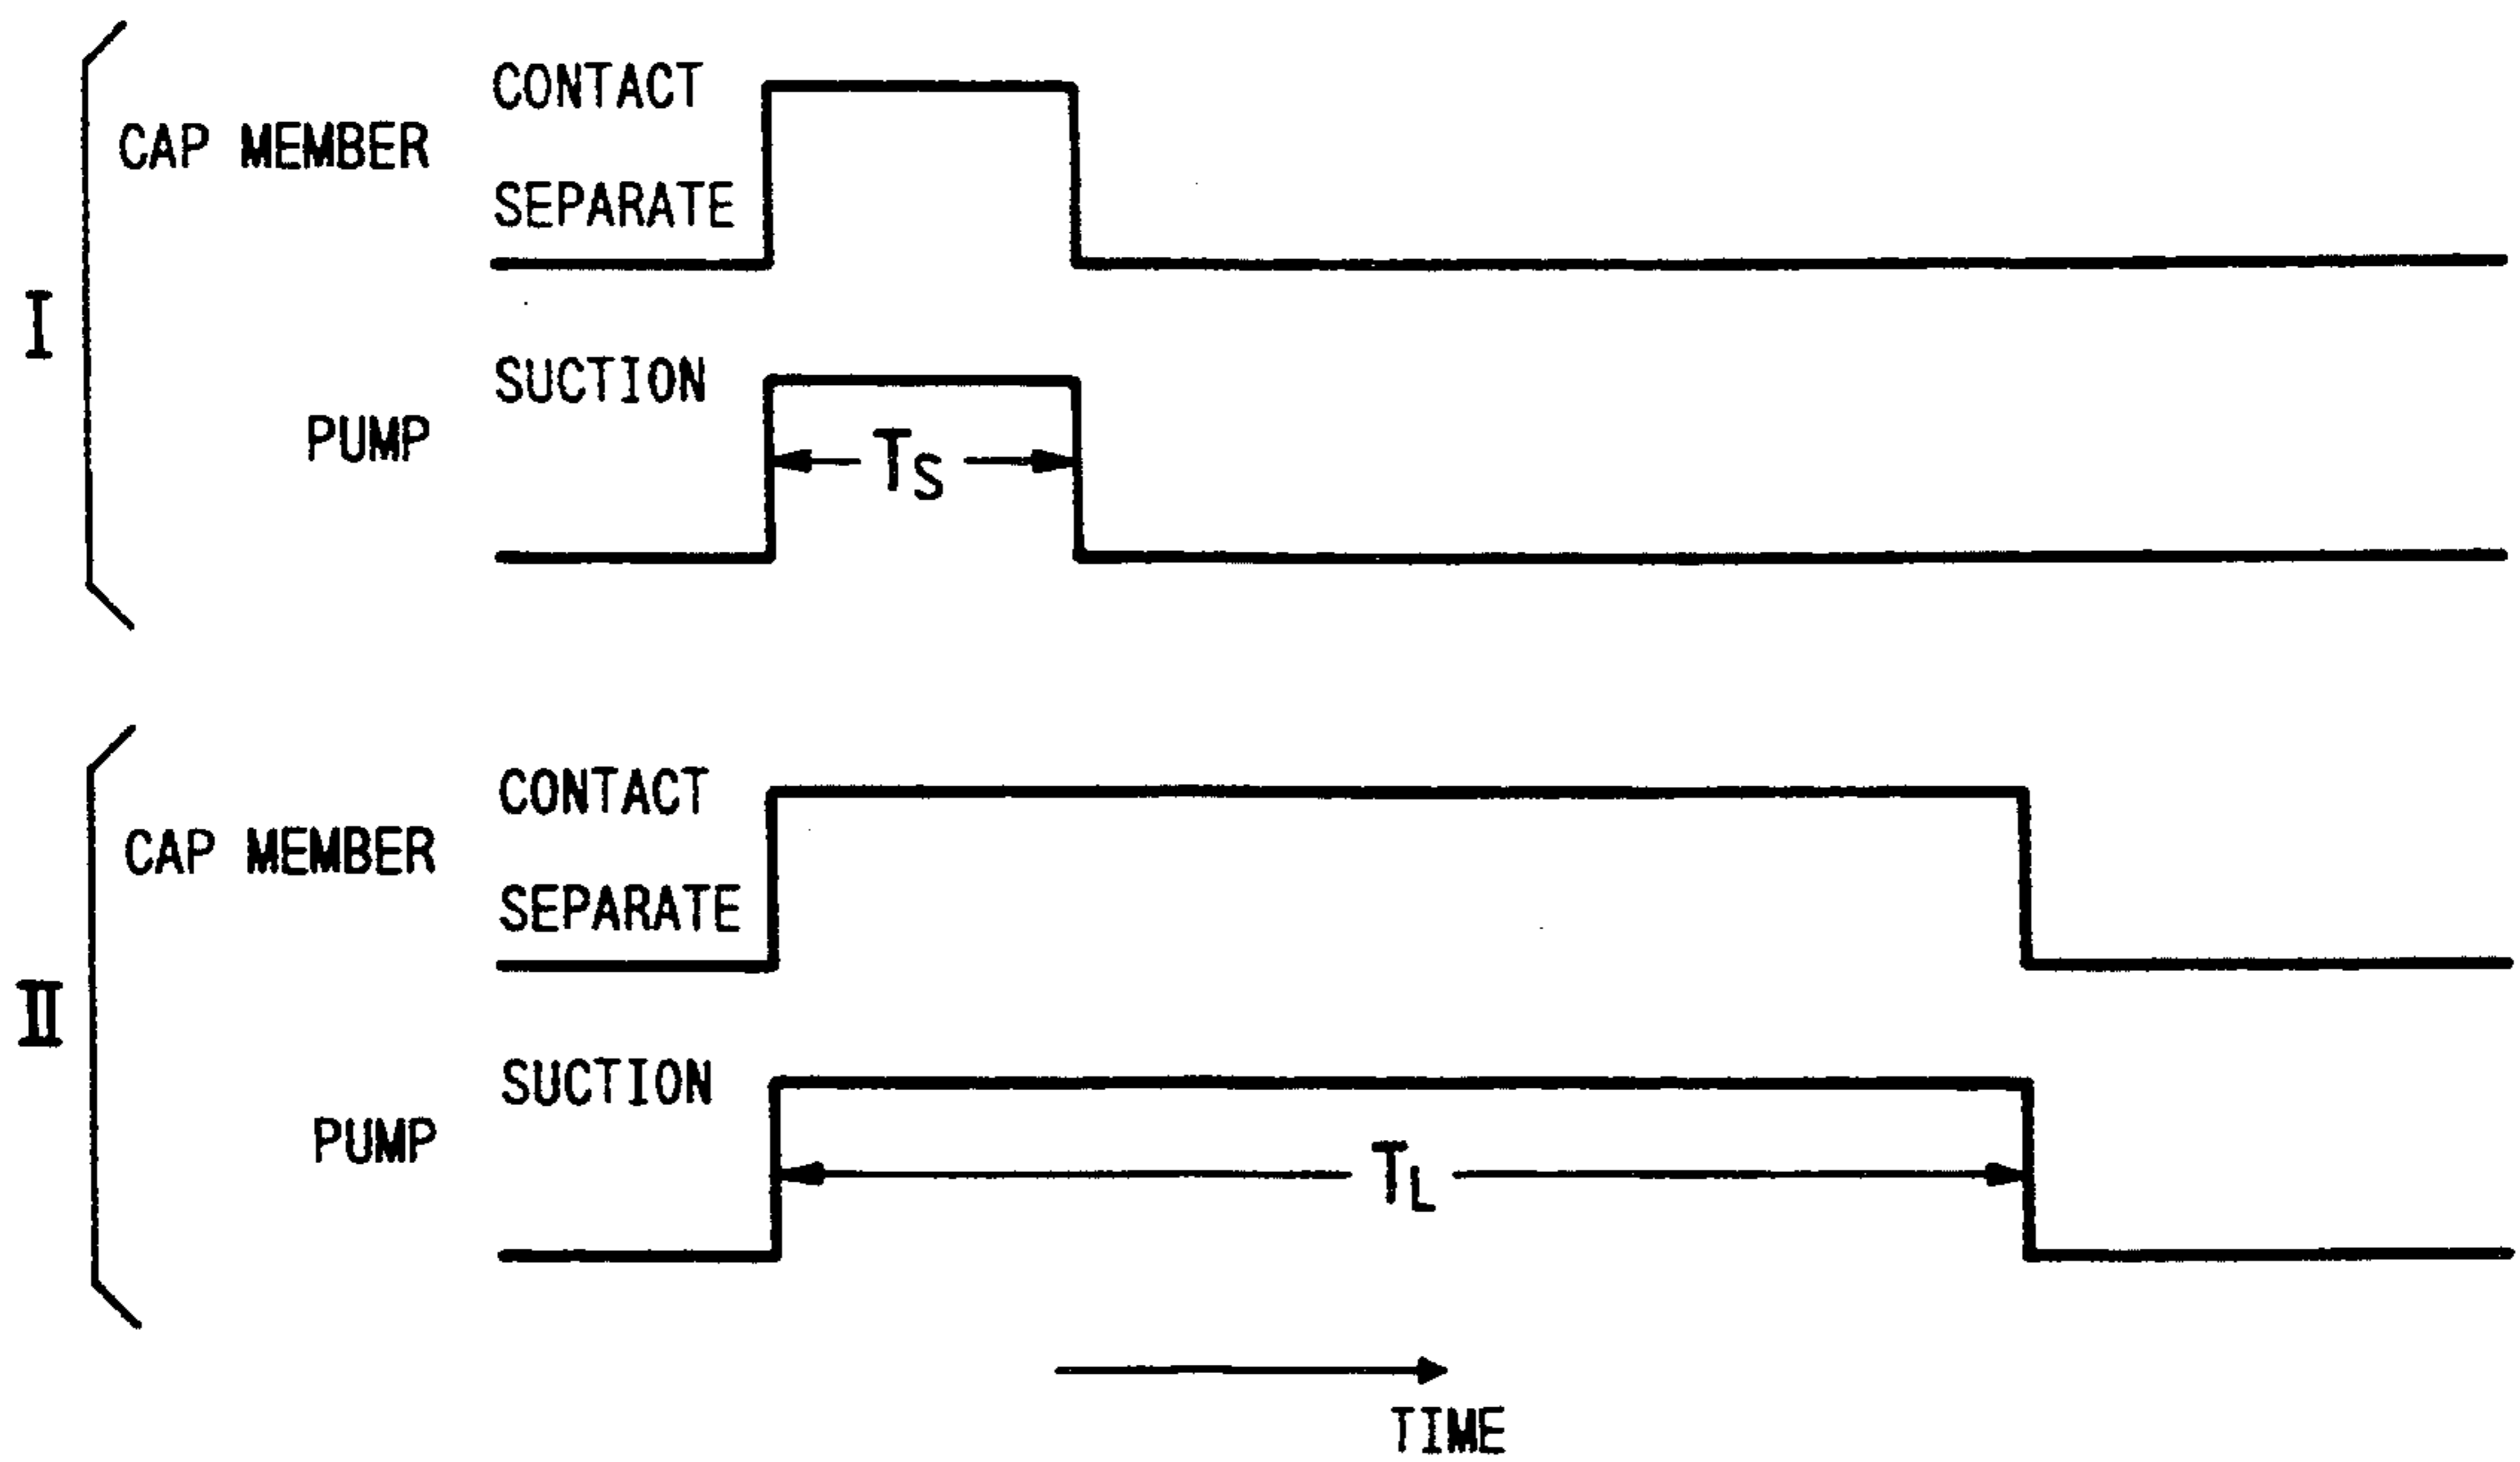 CONTACT
CAP MEMBER
SEPARATE
I
SUCTION
PUMP
TS
CONTACT
CAP MEMBER
SEPARATE
II
SUCTION
PUMP
TL
TIME